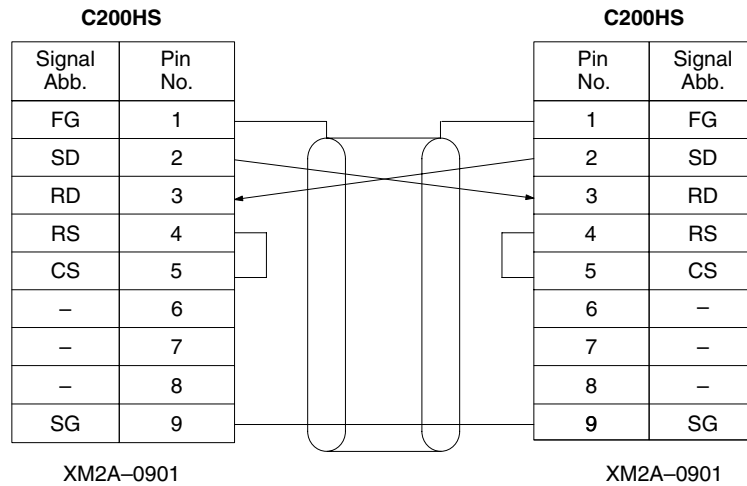 C200HS C200HS
Signal Abb. Pin No. Pin No. Signal Abb.
FG 1 1 FG
SD 2 2 SD
RD 3 3 RD
RS 4 4 RS
CS 5 5 CS
– 6 6 –
– 7 7 –
– 8 8 –
SG 9 9 SG
XM2A–0901 XM2A–0901